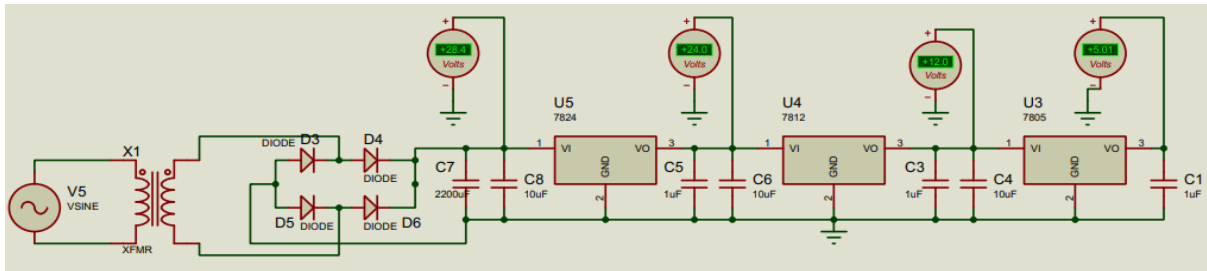 +28.4
Volts
+24.0
Volts
+12.0
Volts
+5.01
Volts
+
−
+
−
+
−
+
−
X1
XFMR
V5
VSINE
D3
DIODE
D4
DIODE
D5
DIODE
D6
DIODE
C7
2200uF
C8
10uF
U5
7824
1
VI
VO
3
GND
2
C5
1uF
C6
10uF
U4
7812
1
VI
VO
3
GND
2
C3
1uF
C4
10uF
U3
7805
1
VI
VO
3
GND
2
C1
1uF